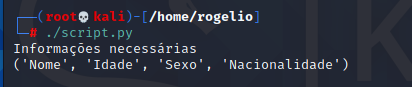 (root💀kali)-[/home/rogelio]
# ./script.py
Informações necessárias
('Nome', 'Idade', 'Sexo', 'Nacionalidade')